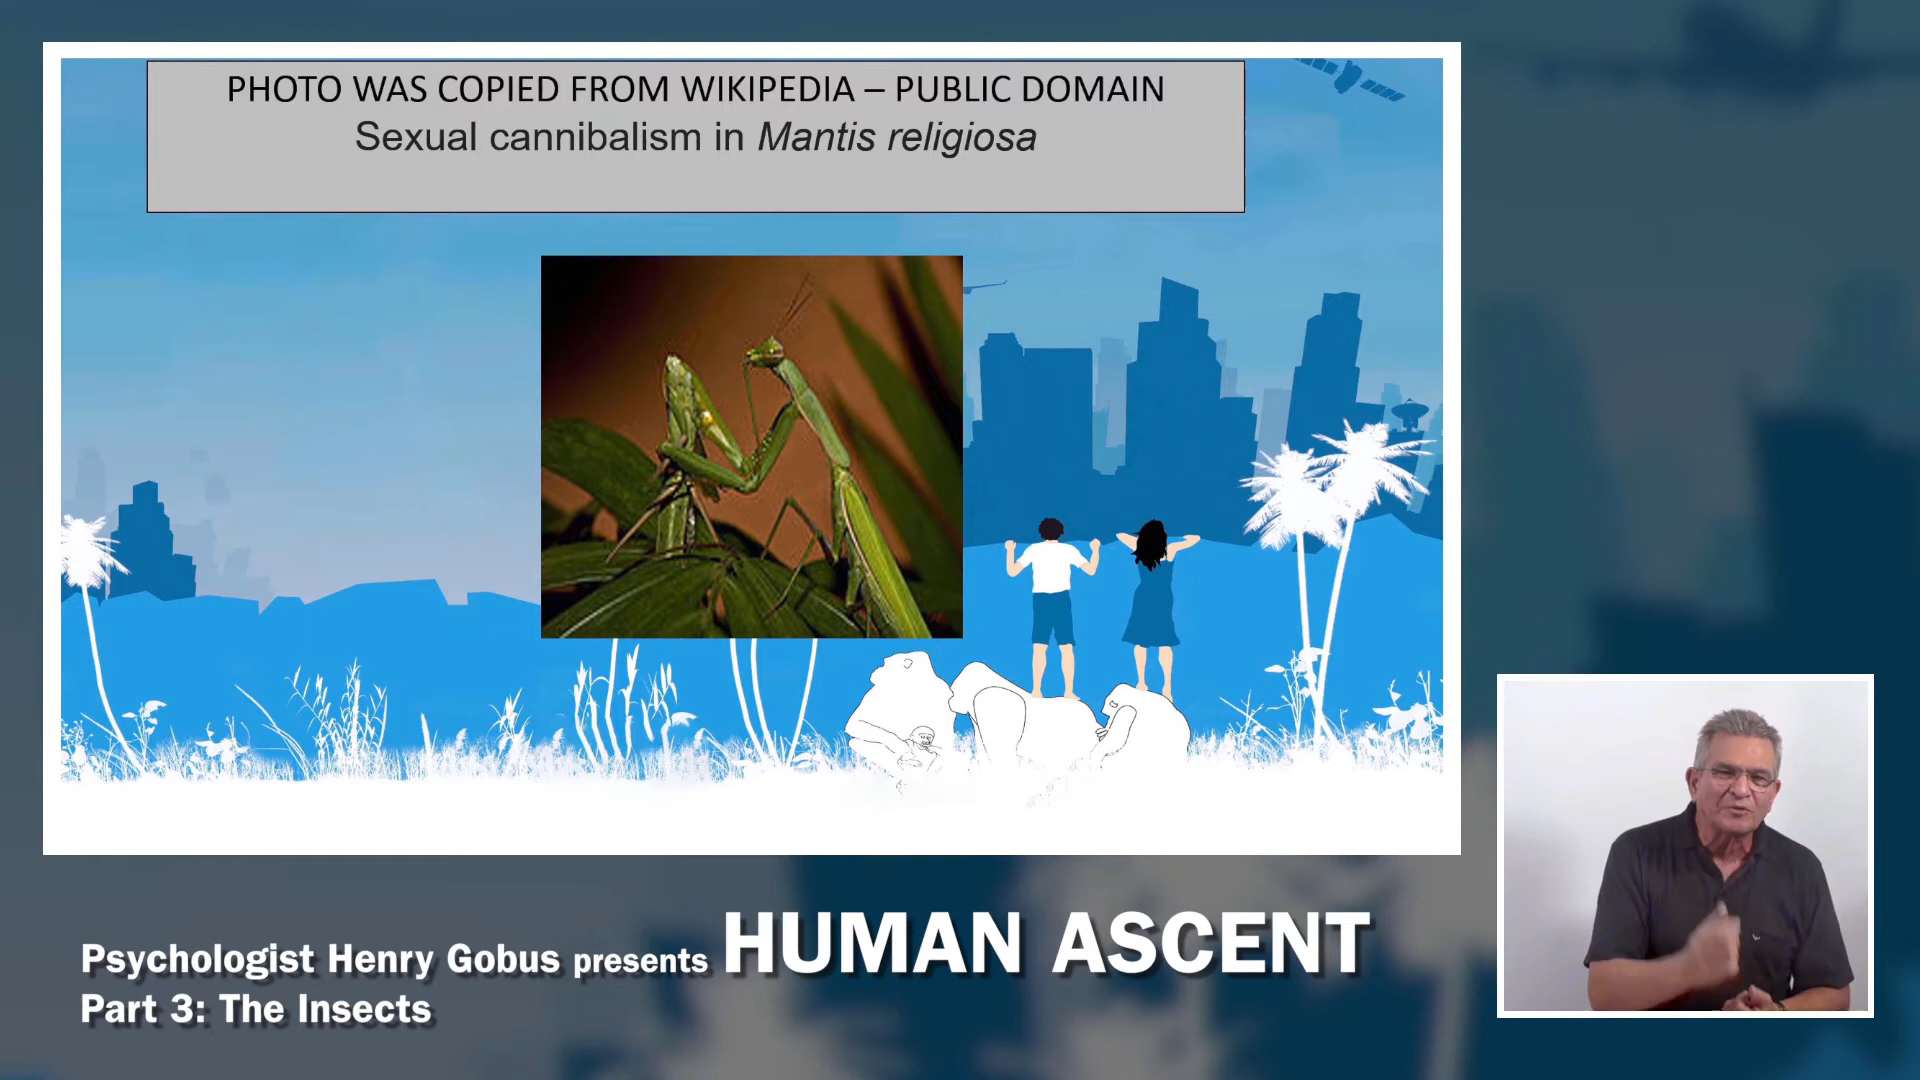 PHOTO WAS COPIED FROM WIKIPEDIA – PUBLIC DOMAIN
Sexual cannibalism in Mantis religiosa
Psychologist Henry Gobus presents HUMAN ASCENT
Part 3: The Insects